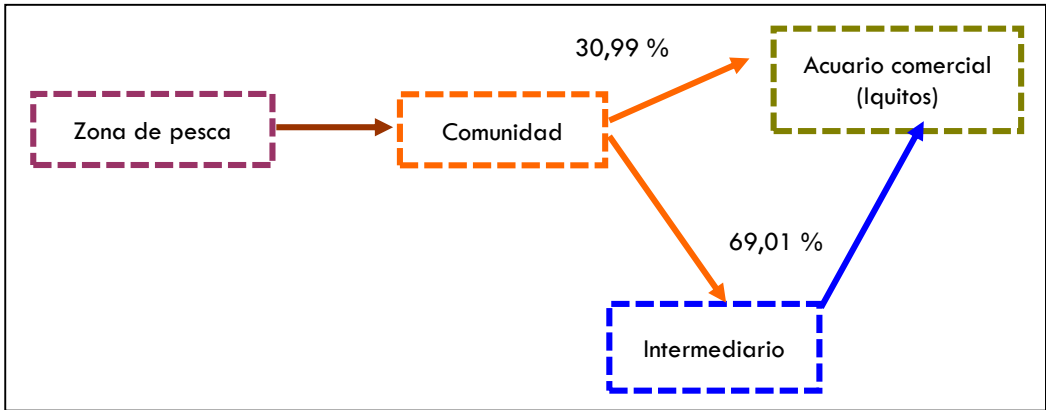 30,99 %
Acuario comercial
(Iquitos)
Zona de pesca
Comunidad
69,01 %
Intermediario